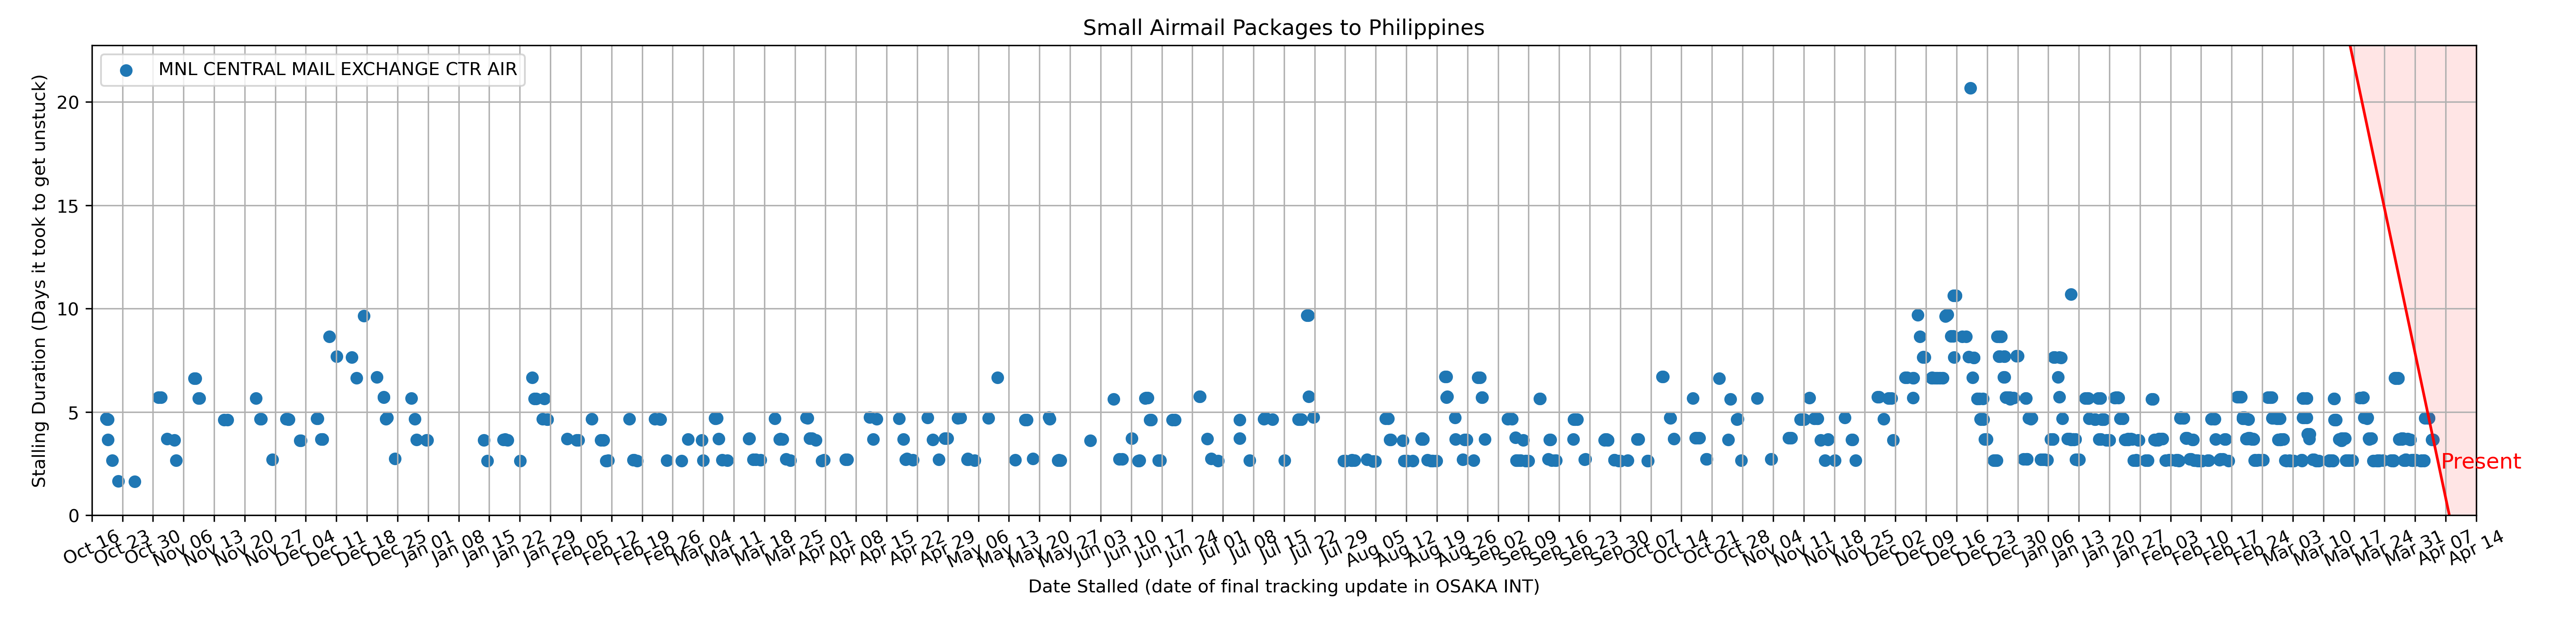 Small Airmail Packages to Philippines
MNL CENTRAL MAIL EXCHANGE CTR AIR
Stalling Duration (Days it took to get unstuck)
20
15
10
5
0
Present
Oct 16 Oct 23 Oct 30 Nov 06 Nov 13 Nov 20 Nov 27 Dec 04 Dec 11 Dec 18 Dec 25 Jan 01 Jan 08 Jan 15 Jan 22 Jan 29 Feb 05 Feb 12 Feb 19 Feb 26 Mar 04 Mar 11 Mar 18 Mar 25 Apr 01 Apr 08 Apr 15 Apr 22 Apr 29 May 06 May 13 May 20 May 27 Jun 03 Jun 10 Jun 17 Jun 24 Jul 01 Jul 08 Jul 15 Jul 22 Jul 29 Aug 05 Aug 12 Aug 19 Aug 26 Sep 02 Sep 09 Sep 16 Sep 23 Sep 30 Oct 07 Oct 14 Oct 21 Oct 28 Nov 04 Nov 11 Nov 18 Nov 25 Dec 02 Dec 09 Dec 16 Dec 23 Dec 30 Jan 06 Jan 13 Jan 20 Jan 27 Feb 03 Feb 10 Feb 17 Feb 24 Mar 03 Mar 10 Mar 17 Mar 24 Mar 31 Apr 07 Apr 14
Date Stalled (date of final tracking update in OSAKA INT)